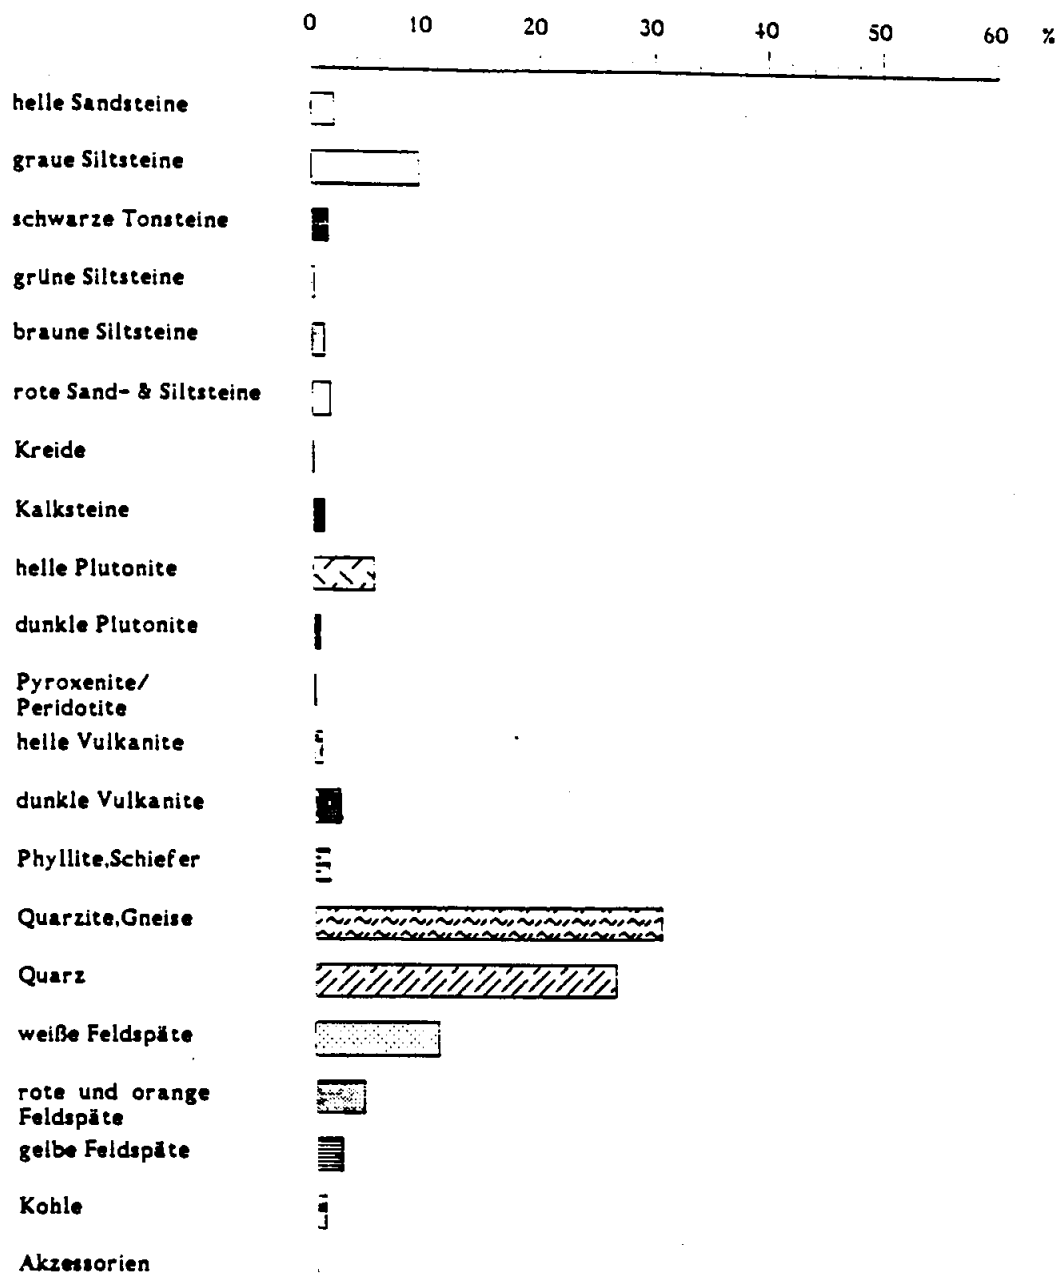 0 10 20 30 40 50 60 %
helle Sandsteine
graue Siltsteine
schwarze Tonsteine
grüne Siltsteine
braune Siltsteine
rote Sand- & Siltsteine
Kreide
Kalksteine
helle Plutonite
dunkle Plutonite
Pyroxenite/
Peridotite
helle Vulkanite
dunkle Vulkanite
Phyllite,Schiefer
Quarzite,Gneise
Quarz
weiße Feldspäte
rote und orange
Feldspäte
gelbe Feldspäte
Kohle
Akzessorien